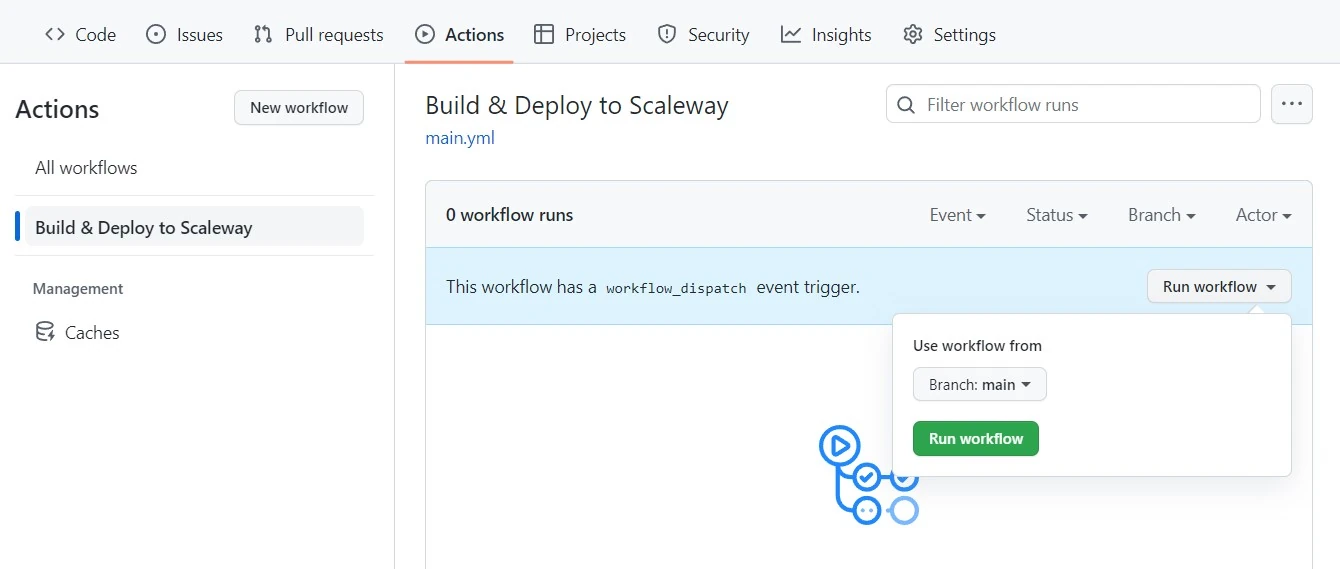 Code Issues Pull requests Actions Projects Security Insights Settings
Actions
New workflow
All workflows
Build & Deploy to Scaleway
Management
Caches
Build & Deploy to Scaleway
main.yml
Filter workflow runs
0 workflow runs
Event Status Branch Actor
This workflow has a workflow_dispatch event trigger.
Run workflow
Use workflow from
Branch: main
Run workflow